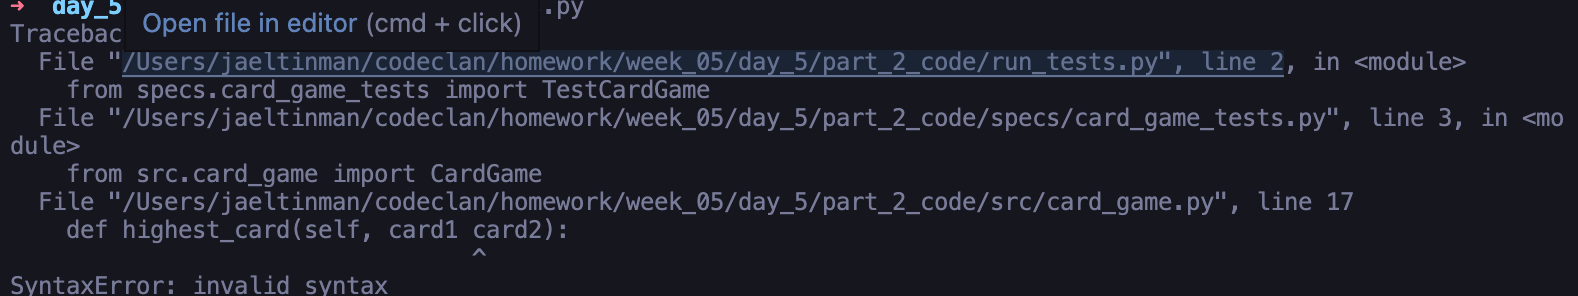 ➜ day_5 .py
Open file in editor (cmd + click)
Tracebac
File "/Users/jaeltinman/codeclan/homework/week_05/day_5/part_2_code/run_tests.py", line 2, in <module>
from specs.card_game_tests import TestCardGame
File "/Users/jaeltinman/codeclan/homework/week_05/day_5/part_2_code/specs/card_game_tests.py", line 3, in <mo
dule>
from src.card_game import CardGame
File "/Users/jaeltinman/codeclan/homework/week_05/day_5/part_2_code/src/card_game.py", line 17
def highest_card(self, card1 card2):
^
SyntaxError: invalid syntax